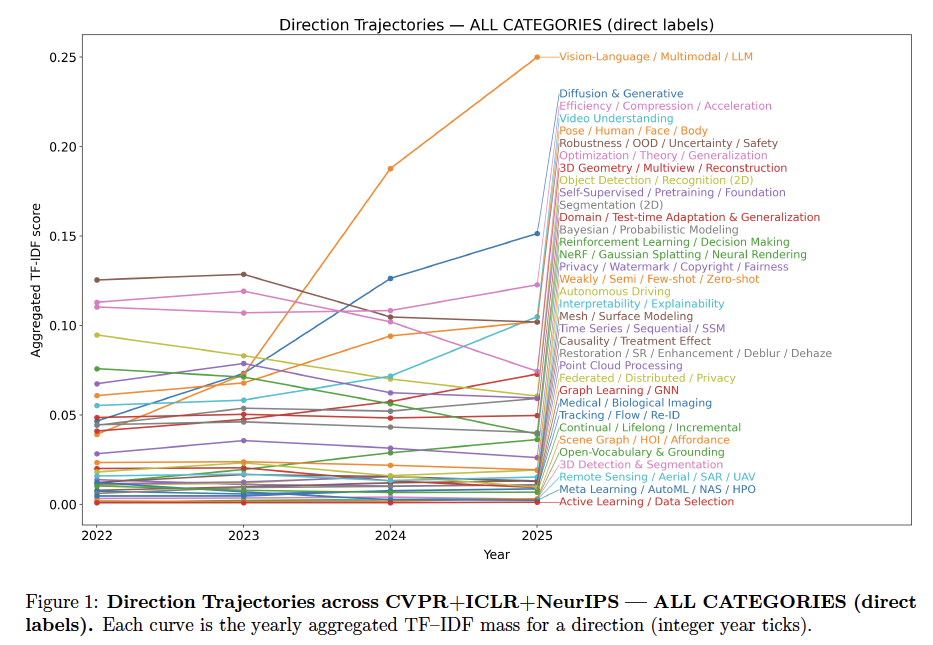 Direction Trajectories — ALL CATEGORIES (direct labels)
Aggregated TF-IDF score
0.25
0.20
0.15
0.10
0.05
0.00
Vision-Language / Multimodal / LLM
Diffusion & Generative
Efficiency / Compression / Acceleration
Video Understanding
Pose / Human / Face / Body
Robustness / OOD / Uncertainty / Safety
Optimization / Theory / Generalization
3D Geometry / Multiview / Reconstruction
Object Detection / Recognition (2D)
Self-Supervised / Pretraining / Foundation
Segmentation (2D)
Domain / Test-time Adaptation & Generalization
Bayesian / Probabilistic Modeling
Reinforcement Learning / Decision Making
NeRF / Gaussian Splatting / Neural Rendering
Privacy / Watermark / Copyright / Fairness
Weakly / Semi / Few-shot / Zero-shot
Autonomous Driving
Interpretability / Explainability
Mesh / Surface Modeling
Time Series / Sequential / SSM
Causality / Treatment Effect
Restoration / SR / Enhancement / Deblur / Dehaze
Point Cloud Processing
Federated / Distributed / Privacy
Graph Learning / GNN
Medical / Biological Imaging
Tracking / Flow / Re-ID
Continual / Lifelong / Incremental
Scene Graph / HOI / Affordance
Open-Vocabulary & Grounding
3D Detection & Segmentation
Remote Sensing / Aerial / SAR / UAV
Meta Learning / AutoML / NAS / HPO
Active Learning / Data Selection
2022 2023 2024 2025
Year
Figure 1: Direction Trajectories across CVPR+ICLR+NeurIPS — ALL CATEGORIES (direct
labels). Each curve is the yearly aggregated TF–IDF mass for a direction (integer year ticks).